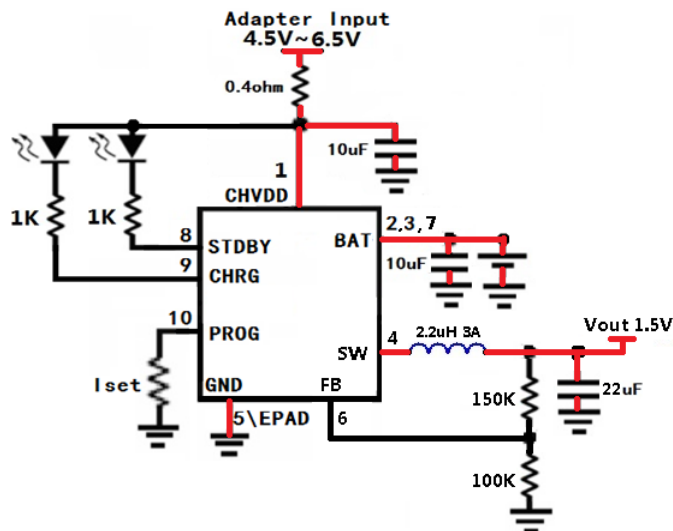 Adapter Input
4.5V~6.5V
0.4ohm
10uF
1
CHVDD
1K
1K
8
STDBY
9
CHRG
10
PROG
Iset
GND
5\EPAD
FB
6
BAT
2,3,7
10uF
SW
4
2.2uH 3A
Vout 1.5V
150K
22uF
100K